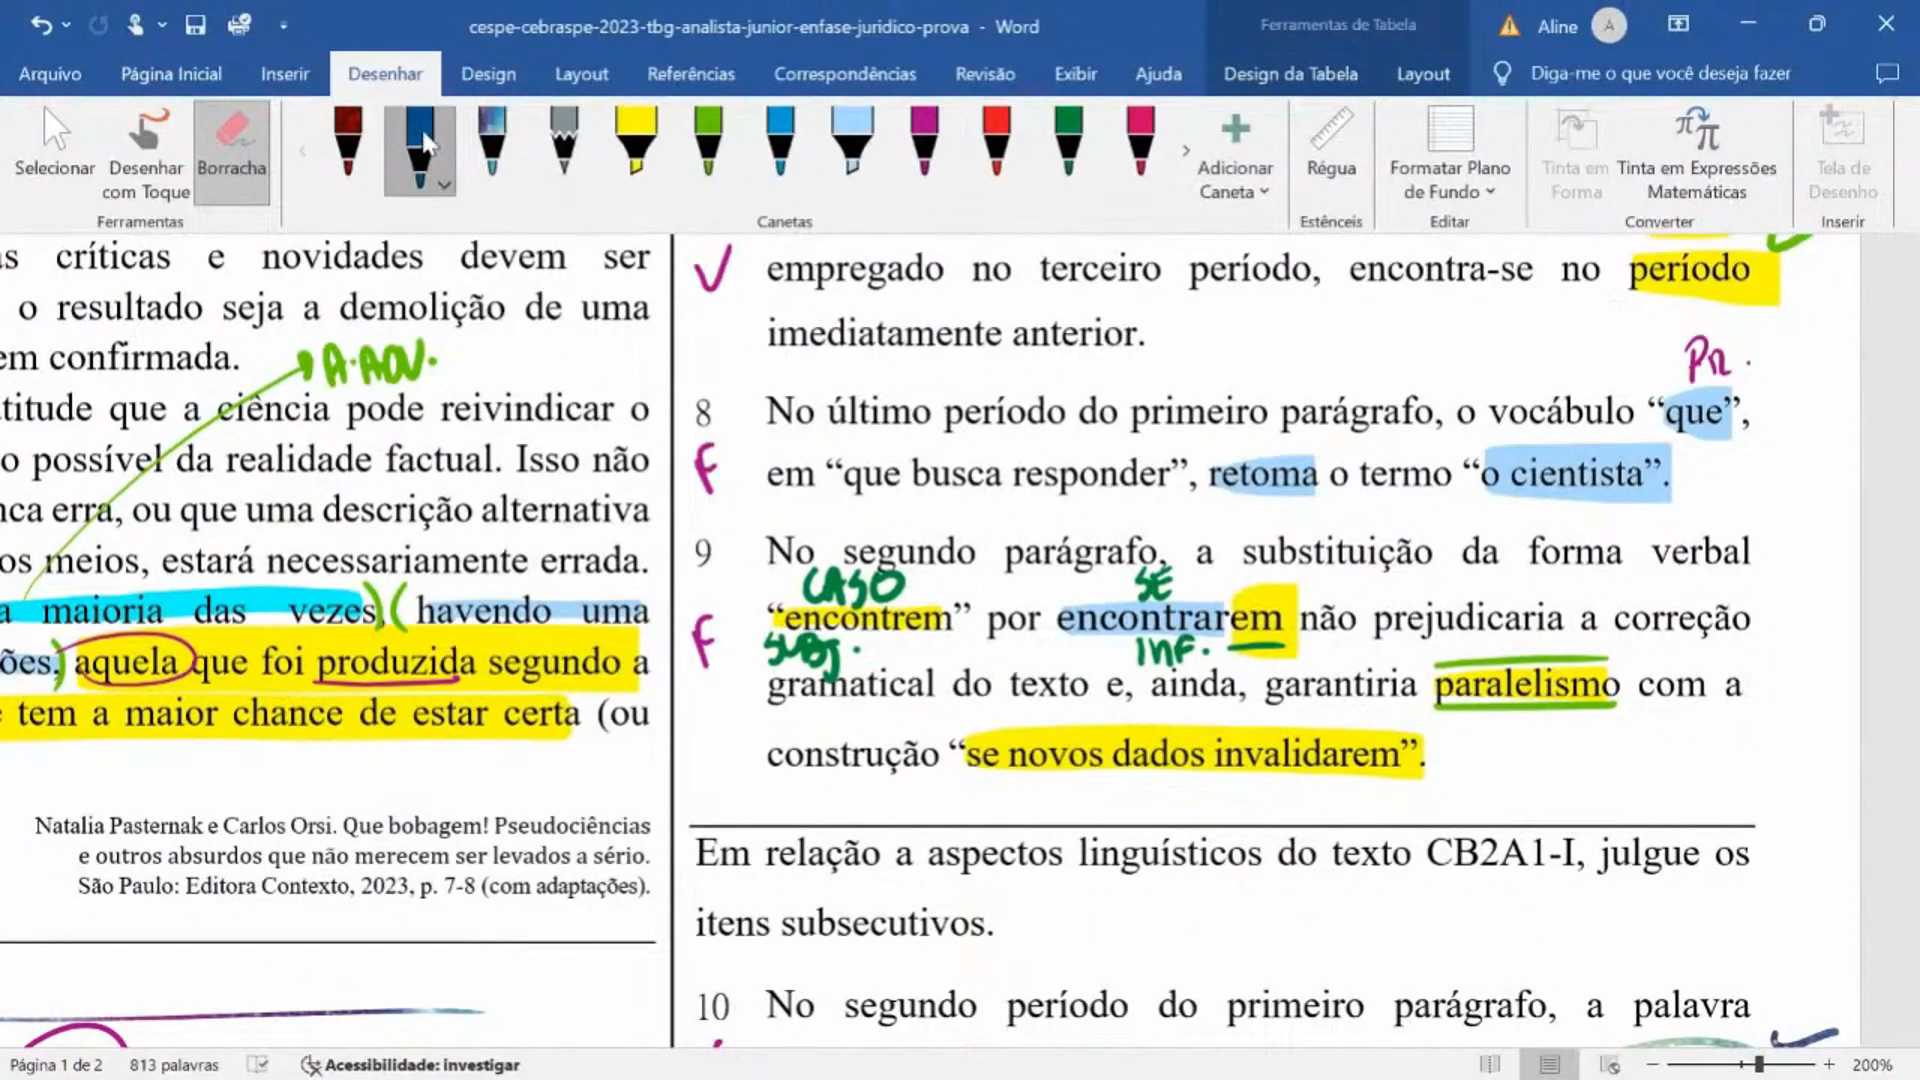 cespe-cebraspe-2023-tbg-analista-junior-enfase-juridico-prova - Word
Ferramentas de Tabela
Aline
A
Arquivo
Página Inicial
Inserir
Desenhar
Design
Layout
Referências
Correspondências
Revisão
Exibir
Ajuda
Design da Tabela
Layout
Diga-me o que você deseja fazer
Selecionar
Desenhar
com Toque
Borracha
Ferramentas
Canetas
Adicionar
Caneta
Régua
Estênceis
Formatar Plano
de Fundo
Editar
Tinta em
Forma
Tinta em Expressões
Matemáticas
Converter
Tela de
Desenho
Inserir
as críticas e novidades devem ser
o resultado seja a demolição de uma
em confirmada.
A.ADV.
titude que a ciência pode reivindicar o
o possível da realidade factual. Isso não
nca erra, ou que uma descrição alternativa
os meios, estará necessariamente errada.
a maioria das vezes, (havendo uma
ões,) aquela que foi produzida segundo a
e tem a maior chance de estar certa (ou
Natalia Pasternak e Carlos Orsi. Que bobagem! Pseudociências
e outros absurdos que não merecem ser levados a sério.
São Paulo: Editora Contexto, 2023, p. 7-8 (com adaptações).
empregado no terceiro período, encontra-se no período
imediatamente anterior.
PR.
8 No último período do primeiro parágrafo, o vocábulo “que”,
F em “que busca responder”, retoma o termo “o cientista”.
9 No segundo parágrafo, a substituição da forma verbal
CASO SE
F “encontrem” por encontrarem não prejudicaria a correção
SUBJ. INF.
gramatical do texto e, ainda, garantiria paralelismo com a
construção “se novos dados invalidarem”.
Em relação a aspectos linguísticos do texto CB2A1-I, julgue os
itens subsecutivos.
10 No segundo período do primeiro parágrafo, a palavra
Página 1 de 2
813 palavras
Acessibilidade: investigar
200%